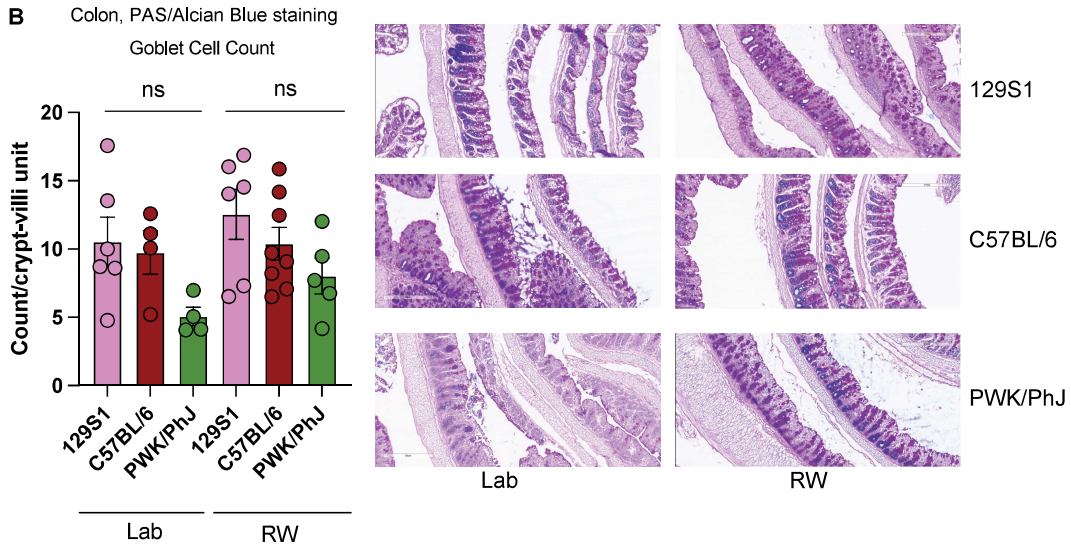 B
Colon, PAS/Alcian Blue staining
Goblet Cell Count
ns
ns
Count/crypt-villi unit
20
15
10
5
0
129S1
C57BL/6
PWK/PhJ
129S1
C57BL/6
PWK/PhJ
Lab
RW
129S1
C57BL/6
PWK/PhJ
Lab
RW